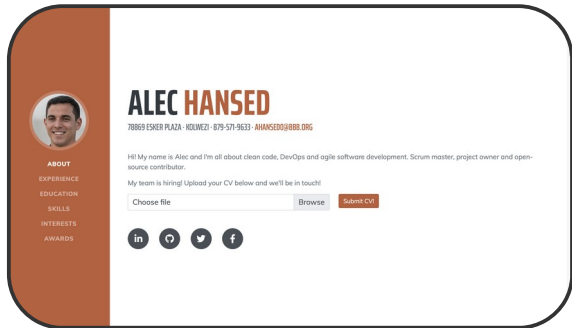 ABOUT
EXPERIENCE
EDUCATION
SKILLS
INTERESTS
AWARDS
ALEC HANSED
78869 ESKER PLAZA · KOLWEZI · 879-571-9633 · AHANSED0@BBB.ORG
Hi! My name is Alec and I'm all about clean code, DevOps and agile software development. Scrum master, project owner and open-
source contributor.
My team is hiring! Upload your CV below and we'll be in touch!
Choose file Browse Submit CV!
in
f